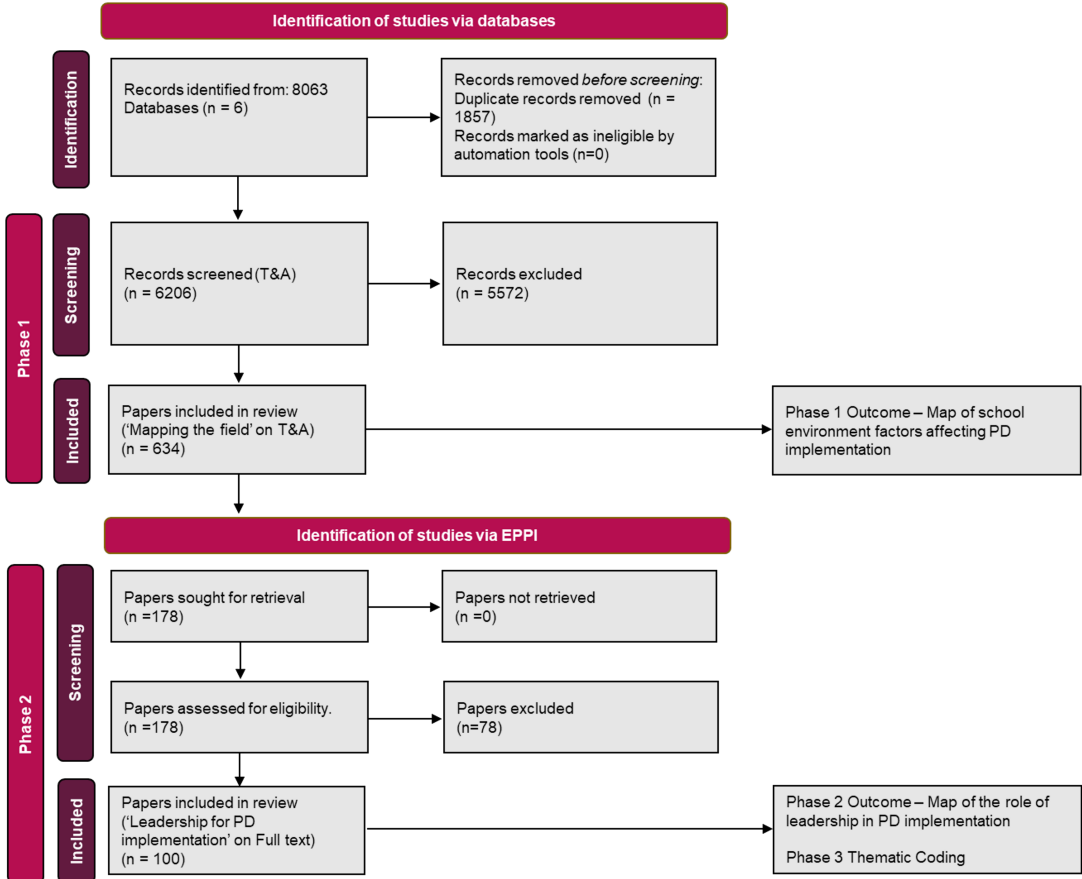 Identification of studies via databases
Identification
Records identified from: 8063
Databases (n = 6)
Records removed before screening:
Duplicate records removed (n =
1857)
Records marked as ineligible by
automation tools (n=0)
Phase 1
Screening
Records screened (T&A)
(n = 6206)
Records excluded
(n = 5572)
Included
Papers included in review
(‘Mapping the field’ on T&A)
(n = 634)
Phase 1 Outcome – Map of school
environment factors affecting PD
implementation
Identification of studies via EPPI
Phase 2
Screening
Papers sought for retrieval
(n =178)
Papers not retrieved
(n =0)
Papers assessed for eligibility.
(n =178)
Papers excluded
(n=78)
Included
Papers included in review
(‘Leadership for PD
implementation’ on Full text)
(n = 100)
Phase 2 Outcome – Map of the role of
leadership in PD implementation
Phase 3 Thematic Coding